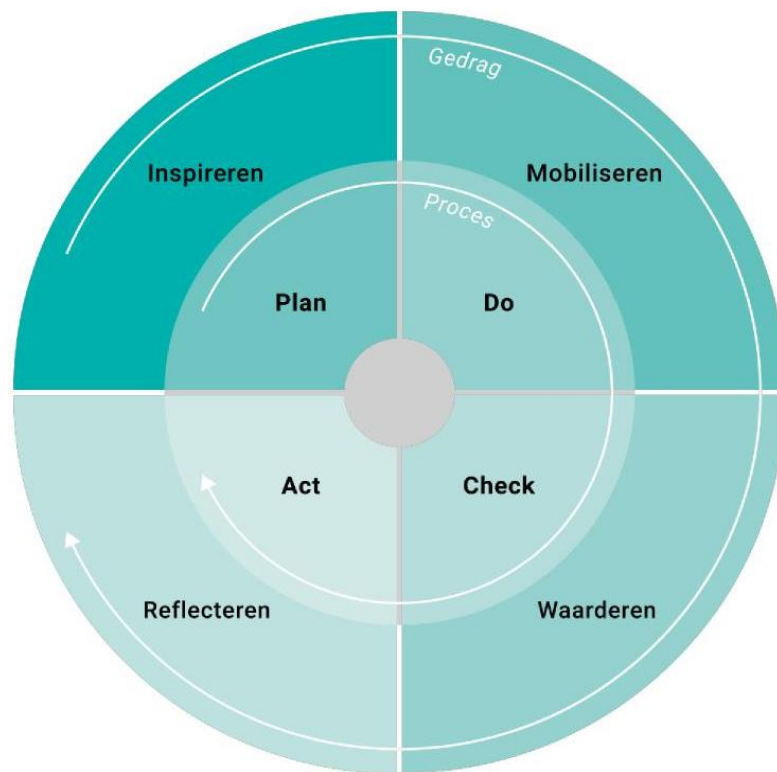 Gedrag
Inspireren
Mobiliseren
Proces
Plan
Do
Act
Check
Reflecteren
Waarderen